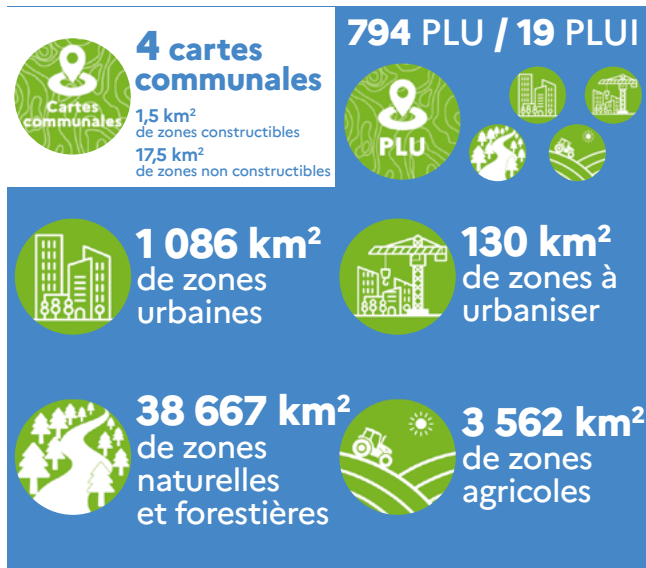 Cartes
communales
4 cartes
communales
1,5 km²
de zones constructibles
17,5 km²
de zones non constructibles
794 PLU / 19 PLUI
PLU
1 086 km²
de zones
urbaines
130 km²
de zones à
urbaniser
38 667 km²
de zones
naturelles
et forestières
3 562 km²
de zones
agricoles